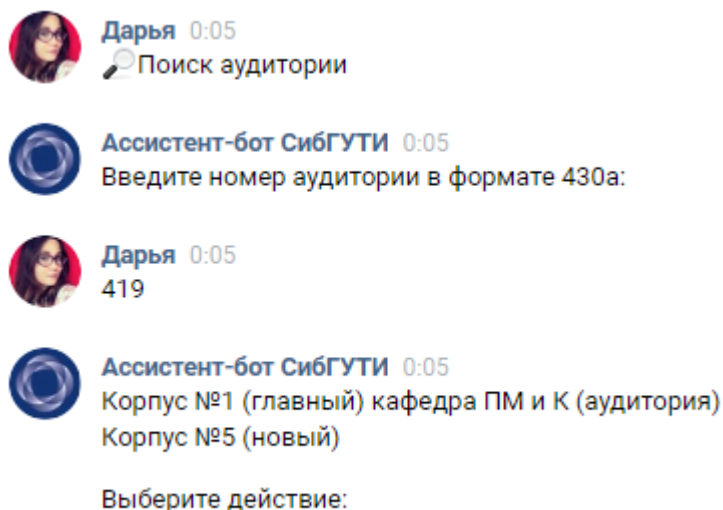 Дарья 0:05
🔎Поиск аудитории
Ассистент-бот СибГУТИ 0:05
Введите номер аудитории в формате 430а:
Дарья 0:05
419
Ассистент-бот СибГУТИ 0:05
Корпус №1 (главный) кафедра ПМ и К (аудитория)
Корпус №5 (новый)
Выберите действие: